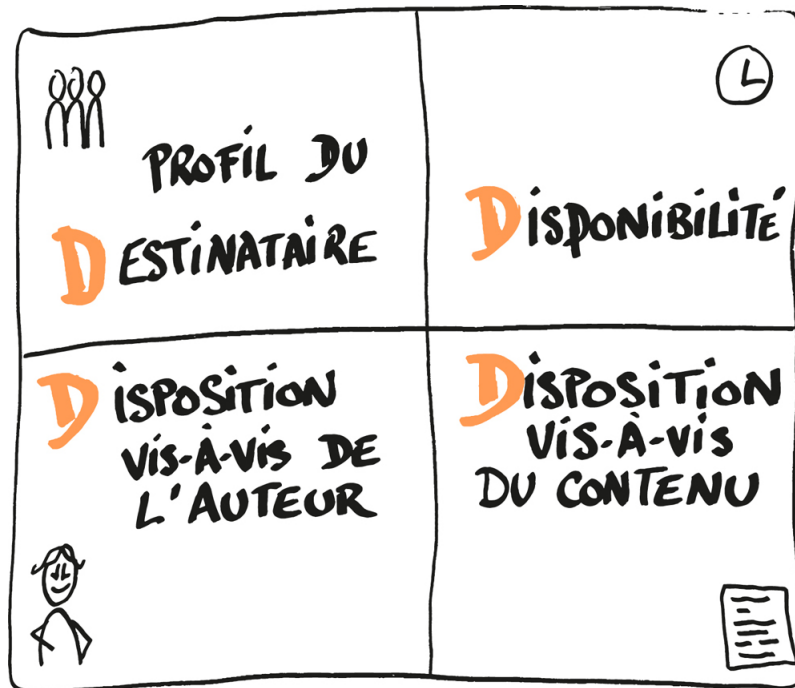 PROFIL DU
DESTINATAIRE
DISPONIBILITÉ
DISPOSITION
VIS-À-VIS DE
L'AUTEUR
DISPOSITION
VIS-À-VIS
DU CONTENU